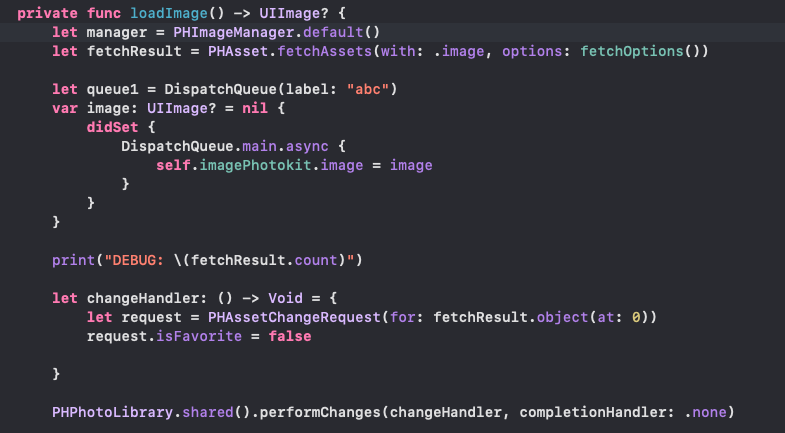 private func loadImage() -> UIImage? {
let manager = PHImageManager.default()
let fetchResult = PHAsset.fetchAssets(with: .image, options: fetchOptions())
let queue1 = DispatchQueue(label: "abc")
var image: UIImage? = nil {
didSet {
DispatchQueue.main.async {
self.imagePhotokit.image = image
}
}
}
print("DEBUG: \(fetchResult.count)")
let changeHandler: () -> Void = {
let request = PHAssetChangeRequest(for: fetchResult.object(at: 0))
request.isFavorite = false
}
PHPhotoLibrary.shared().performChanges(changeHandler, completionHandler: .none)